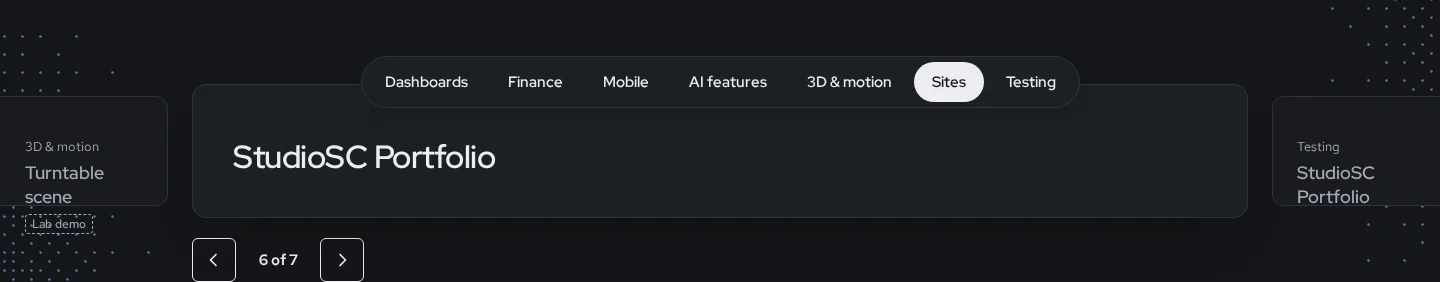 Dashboards Finance Mobile AI features 3D & motion Sites Testing
3D & motion
Turntable
scene
Lab demo
StudioSC Portfolio
Testing
StudioSC
Portfolio
6 of 7